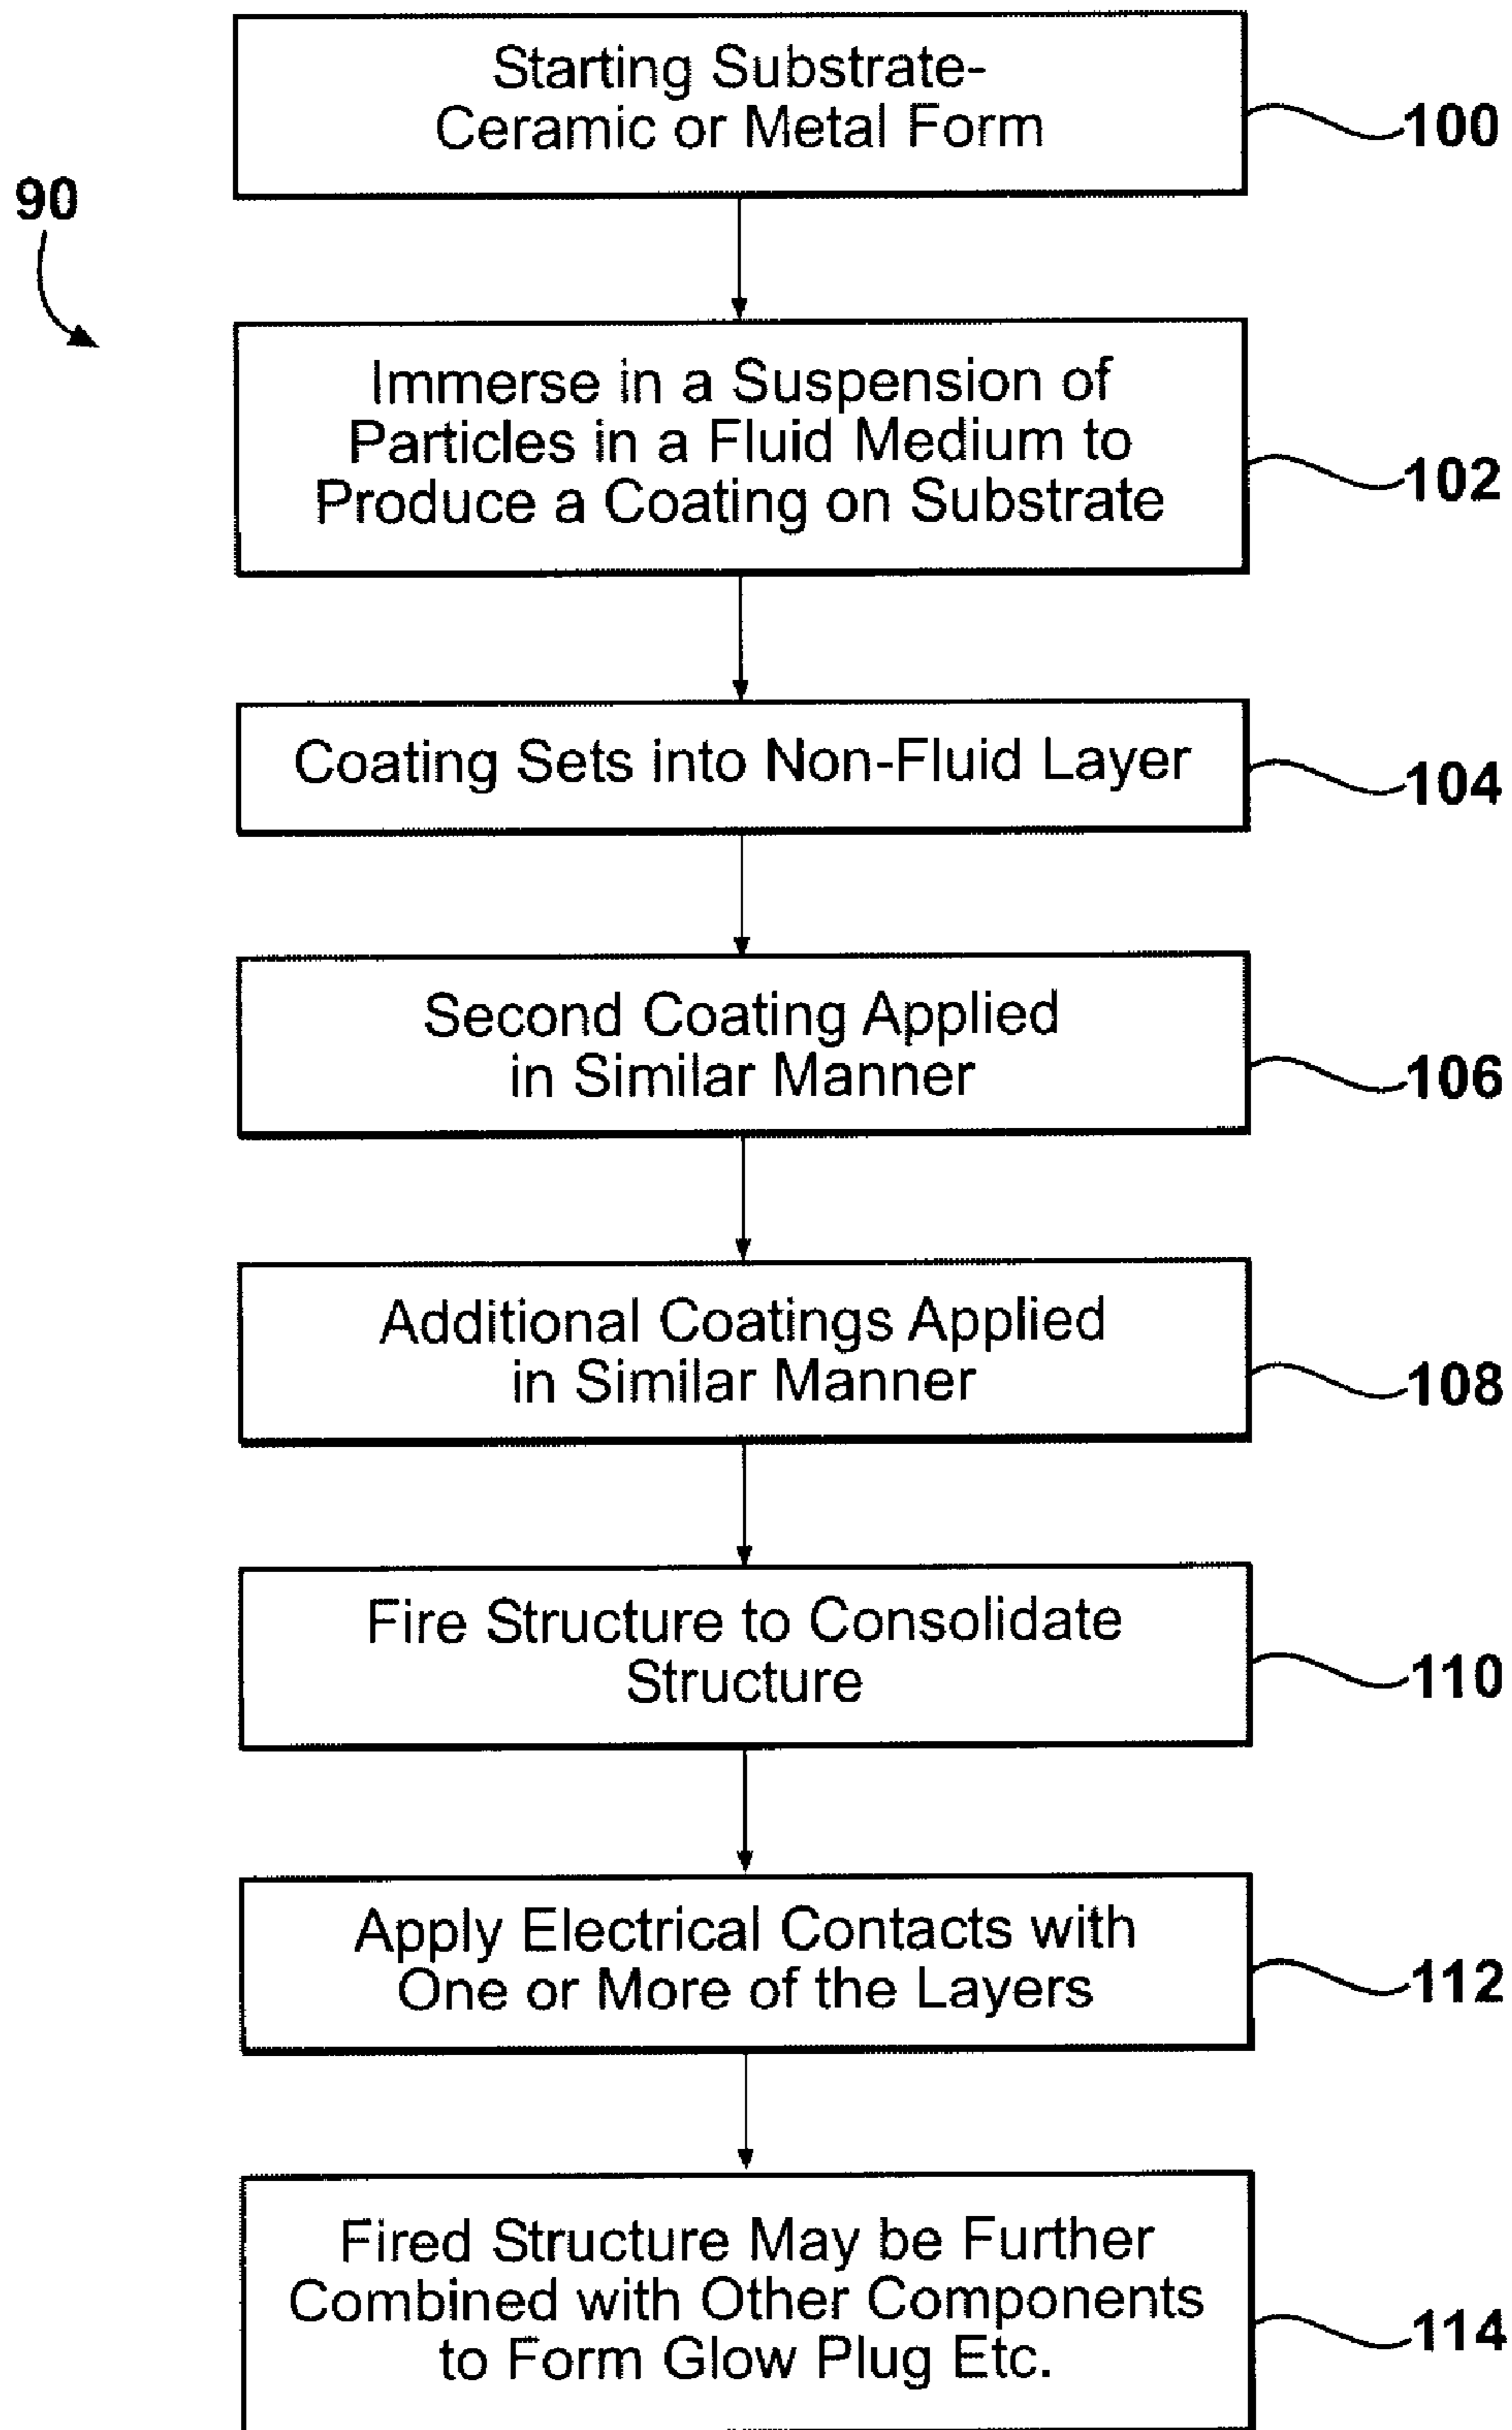 Starting Substrate-
Ceramic or Metal Form
100
90
Immerse in a Suspension of
Particles in a Fluid Medium to
Produce a Coating on Substrate
102
Coating Sets into Non-Fluid Layer
104
Second Coating Applied
in Similar Manner
106
Additional Coatings Applied
in Similar Manner
108
Fire Structure to Consolidate
Structure
110
Apply Electrical Contacts with
One or More of the Layers
112
Fired Structure May be Further
Combined with Other Components
to Form Glow Plug Etc.
114